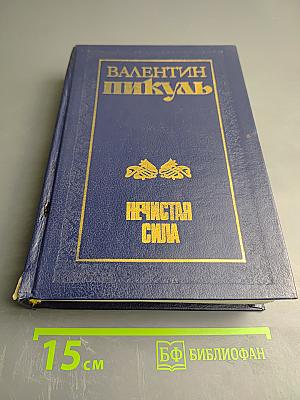 ВАЛЕНТИН
ПИКУЛЬ
НЕЧИСТАЯ
СИЛА
15 см
БФ БИБЛИОФАН